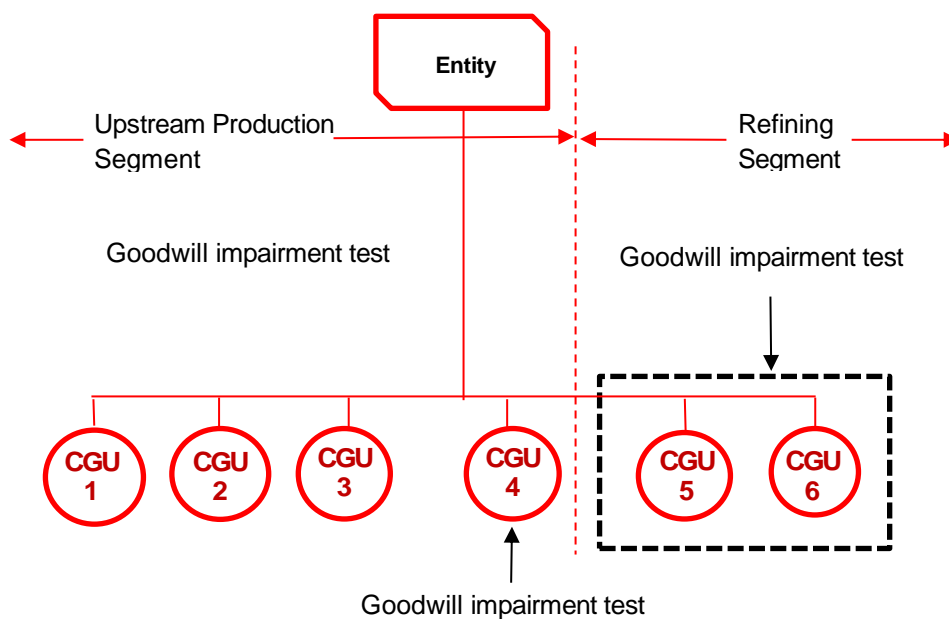 Entity
Upstream Production
Segment
Refining
Segment
Goodwill impairment test
Goodwill impairment test
CGU
1
CGU
2
CGU
3
CGU
4
CGU
5
CGU
6
Goodwill impairment test